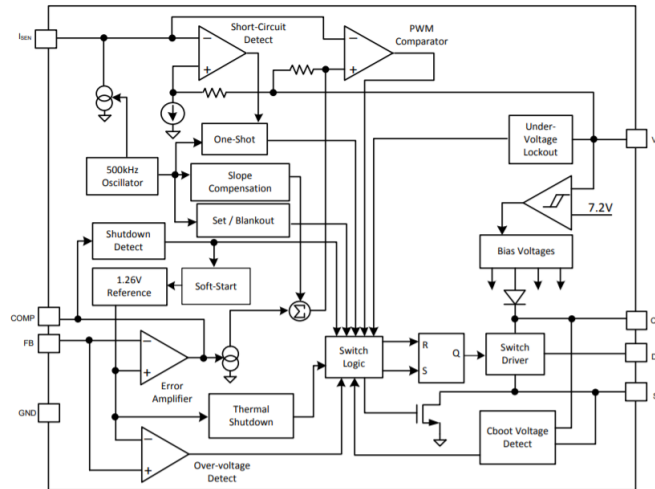 Short-Circuit
Detect
PWM
Comparator
ISEN
−
+
−
+
One-Shot
Under-
Voltage
Lockout
V
500kHz
Oscillator
Slope
Compensation
7.2V
Set / Blankout
Shutdown
Detect
Bias Voltages
1.26V
Reference
Soft-Start
Σ
COMP
FB
−
+
Error
Amplifier
Switch
Logic
R
S
Q
Switch
Driver
D
GND
Thermal
Shutdown
Cboot Voltage
Detect
−
+
Over-voltage
Detect